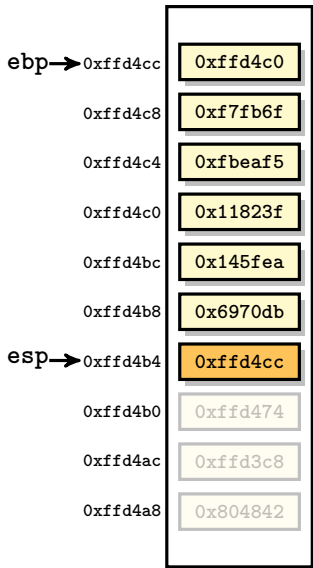 ebp 0xffd4cc 0xffd4c0
0xffd4c8 0xf7fb6f
0xffd4c4 0xfbeaf5
0xffd4c0 0x11823f
0xffd4bc 0x145fea
0xffd4b8 0x6970db
esp 0xffd4b4 0xffd4cc
0xffd4b0 0xffd474
0xffd4ac 0xffd3c8
0xffd4a8 0x804842